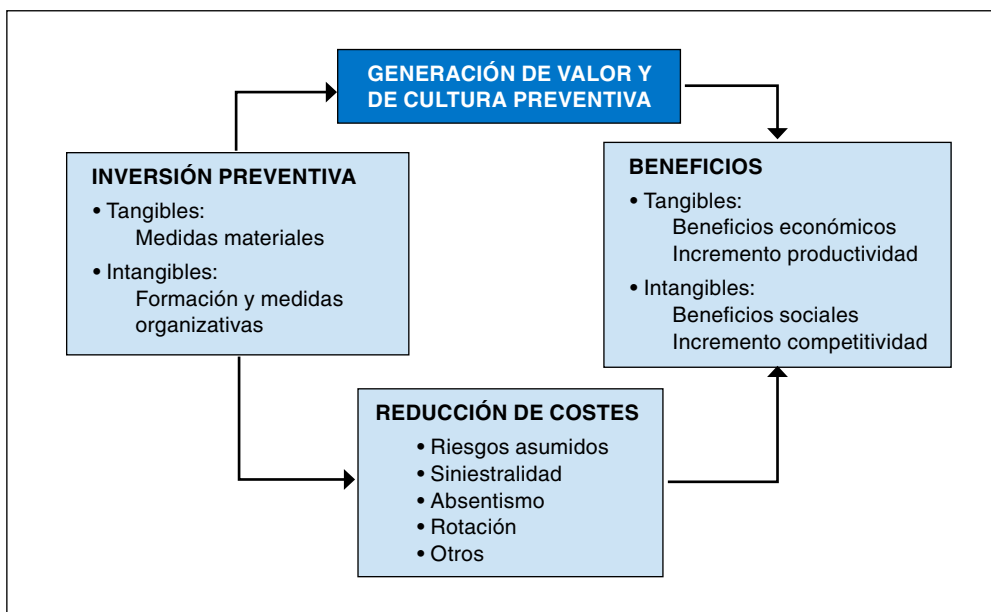 GENERACIÓN DE VALOR Y
DE CULTURA PREVENTIVA
INVERSIÓN PREVENTIVA
• Tangibles:
Medidas materiales
• Intangibles:
Formación y medidas
organizativas
BENEFICIOS
• Tangibles:
Beneficios económicos
Incremento productividad
• Intangibles:
Beneficios sociales
Incremento competitividad
REDUCCIÓN DE COSTES
• Riesgos asumidos
• Siniestralidad
• Absentismo
• Rotación
• Otros